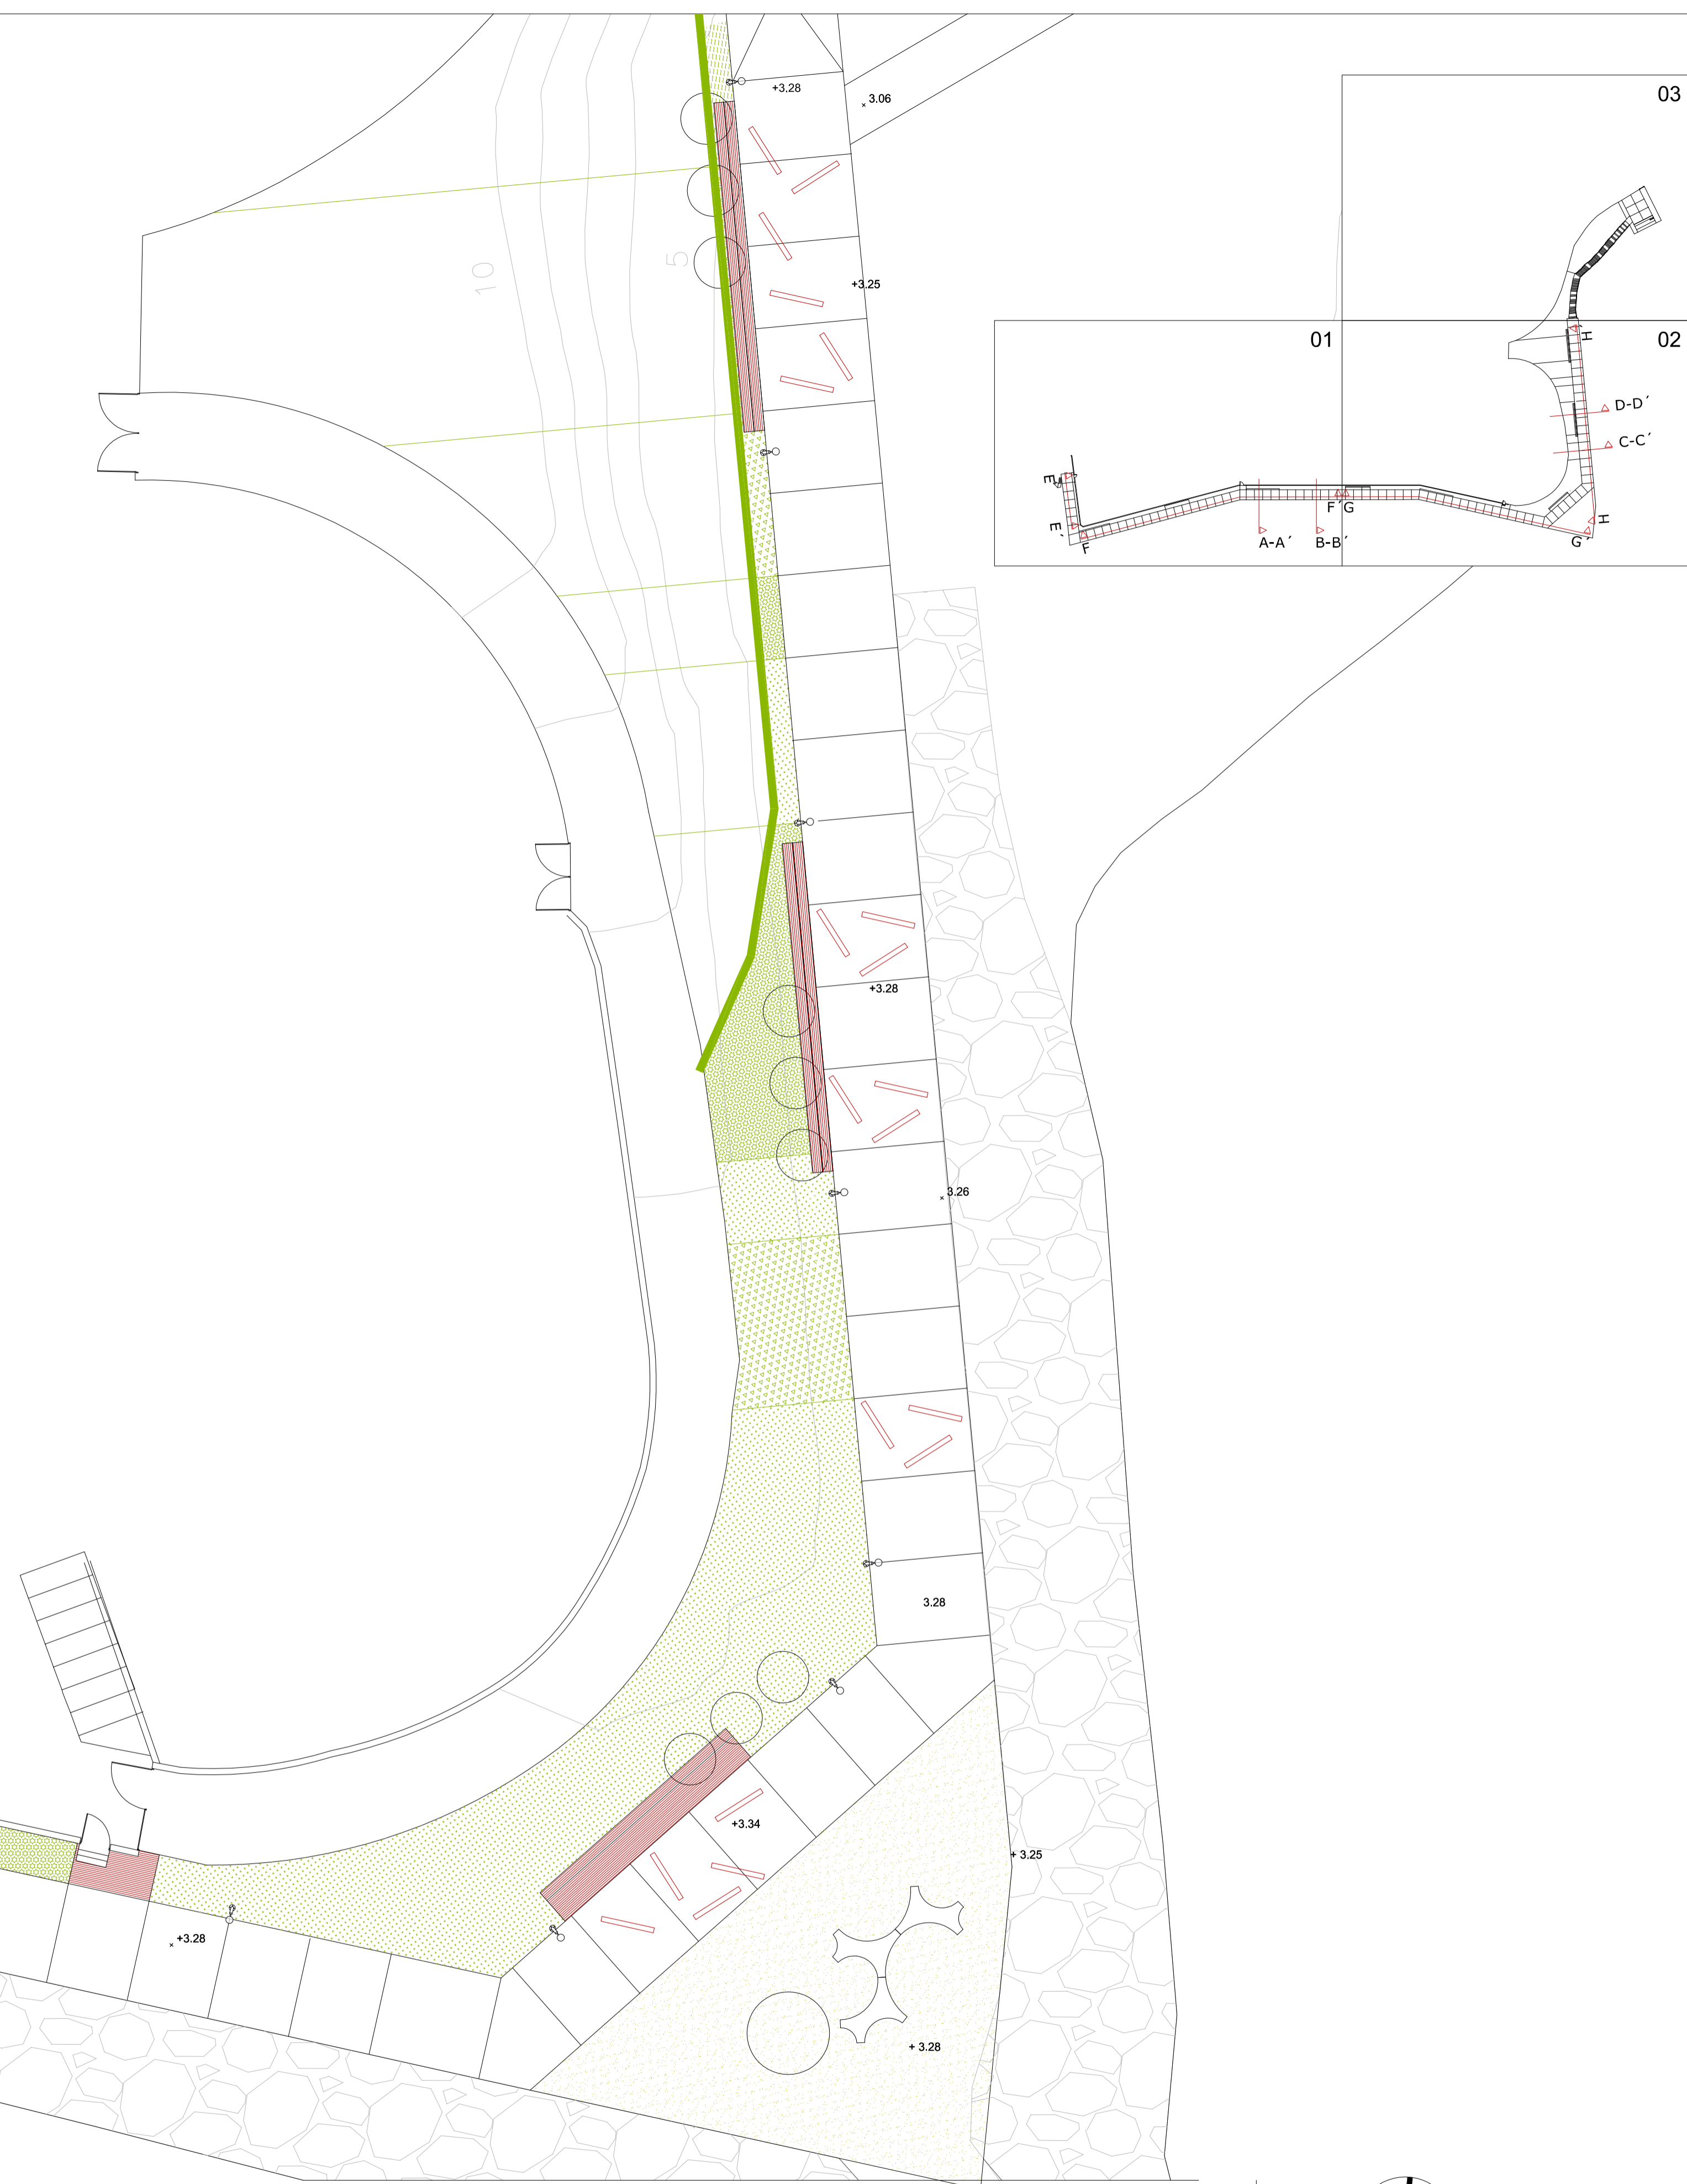 +3.28
3.06
03
10
5
+3.25
01
02
H´
D-D´
C-C´
E
F´G
H
E´
F
A-A´
B-B´
G´
+3.28
3.26
3.28
+3.34
+ 3.25
+3.28
+ 3.28